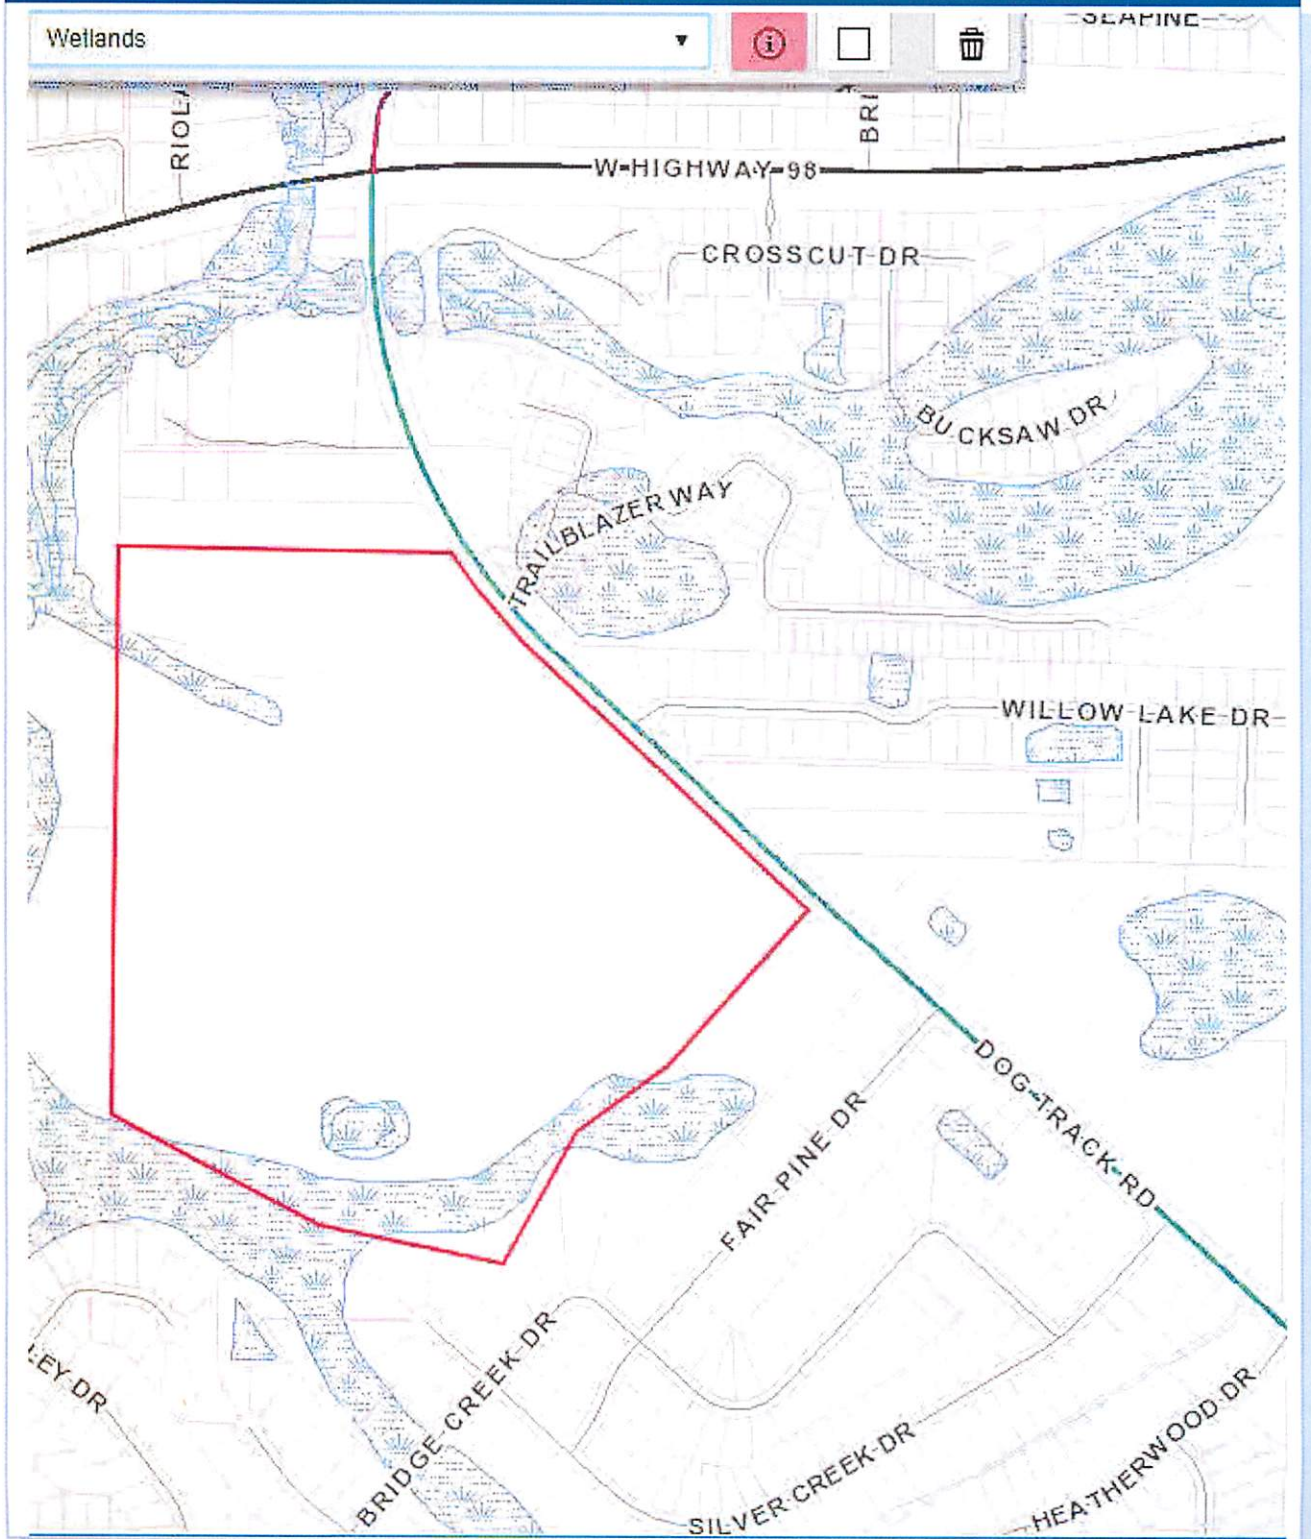 Wetlands
SEAPINE
RIOLA
BRI
W HIGHWAY 98
CROSSCUT DR
BUCKSAW DR
TRAILBLAZER WAY
WILLOW LAKE DR
DOG TRACK RD
FAIR PINE DR
BRIDGE CREEK DR
LEY DR
SILVER CREEK DR
HEATHERWOOD DR